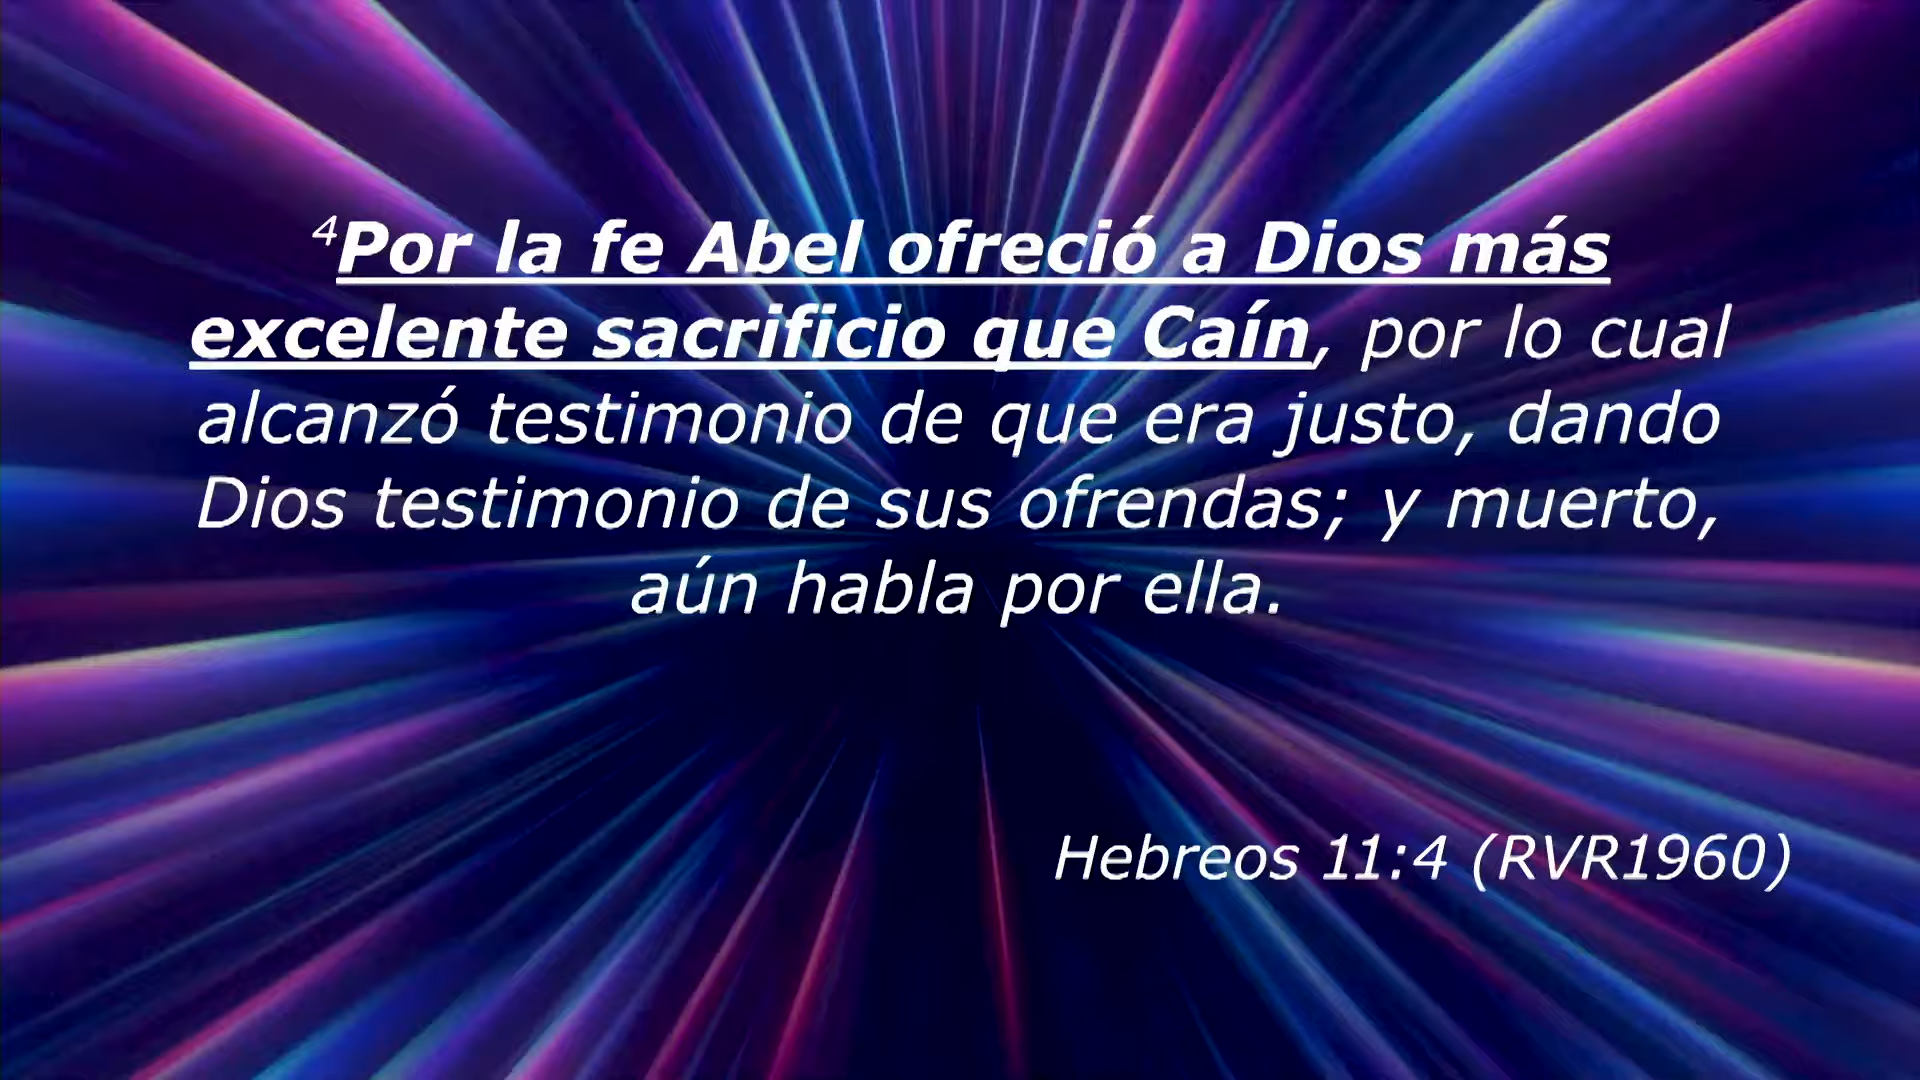 ⁴Por la fe Abel ofreció a Dios más
excelente sacrificio que Caín, por lo cual
alcanzó testimonio de que era justo, dando
Dios testimonio de sus ofrendas; y muerto,
aún habla por ella.
Hebreos 11:4 (RVR1960)